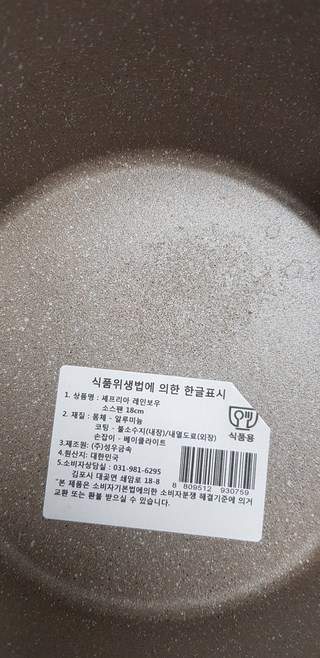 식품위생법에 의한 한글표시
1. 상품명 : 셰프리아 레인보우
소스팬 18cm
2. 재질 : 몸체 - 알루미늄
코팅 - 불소수지(내장)/내열도료(외장)
손잡이 - 베이클라이트
3.제조원: (주)성우금속
4.원산지: 대한민국
5.소비자상담실 : 031-981-6295
김포시 대곶면 쇄암로 18-8
"본 제품은 소비자기본법에의한 소비자분쟁 해결기준에 의거
교환 또는 환불 받으실 수 있습니다.
식품용
8 809512 930759